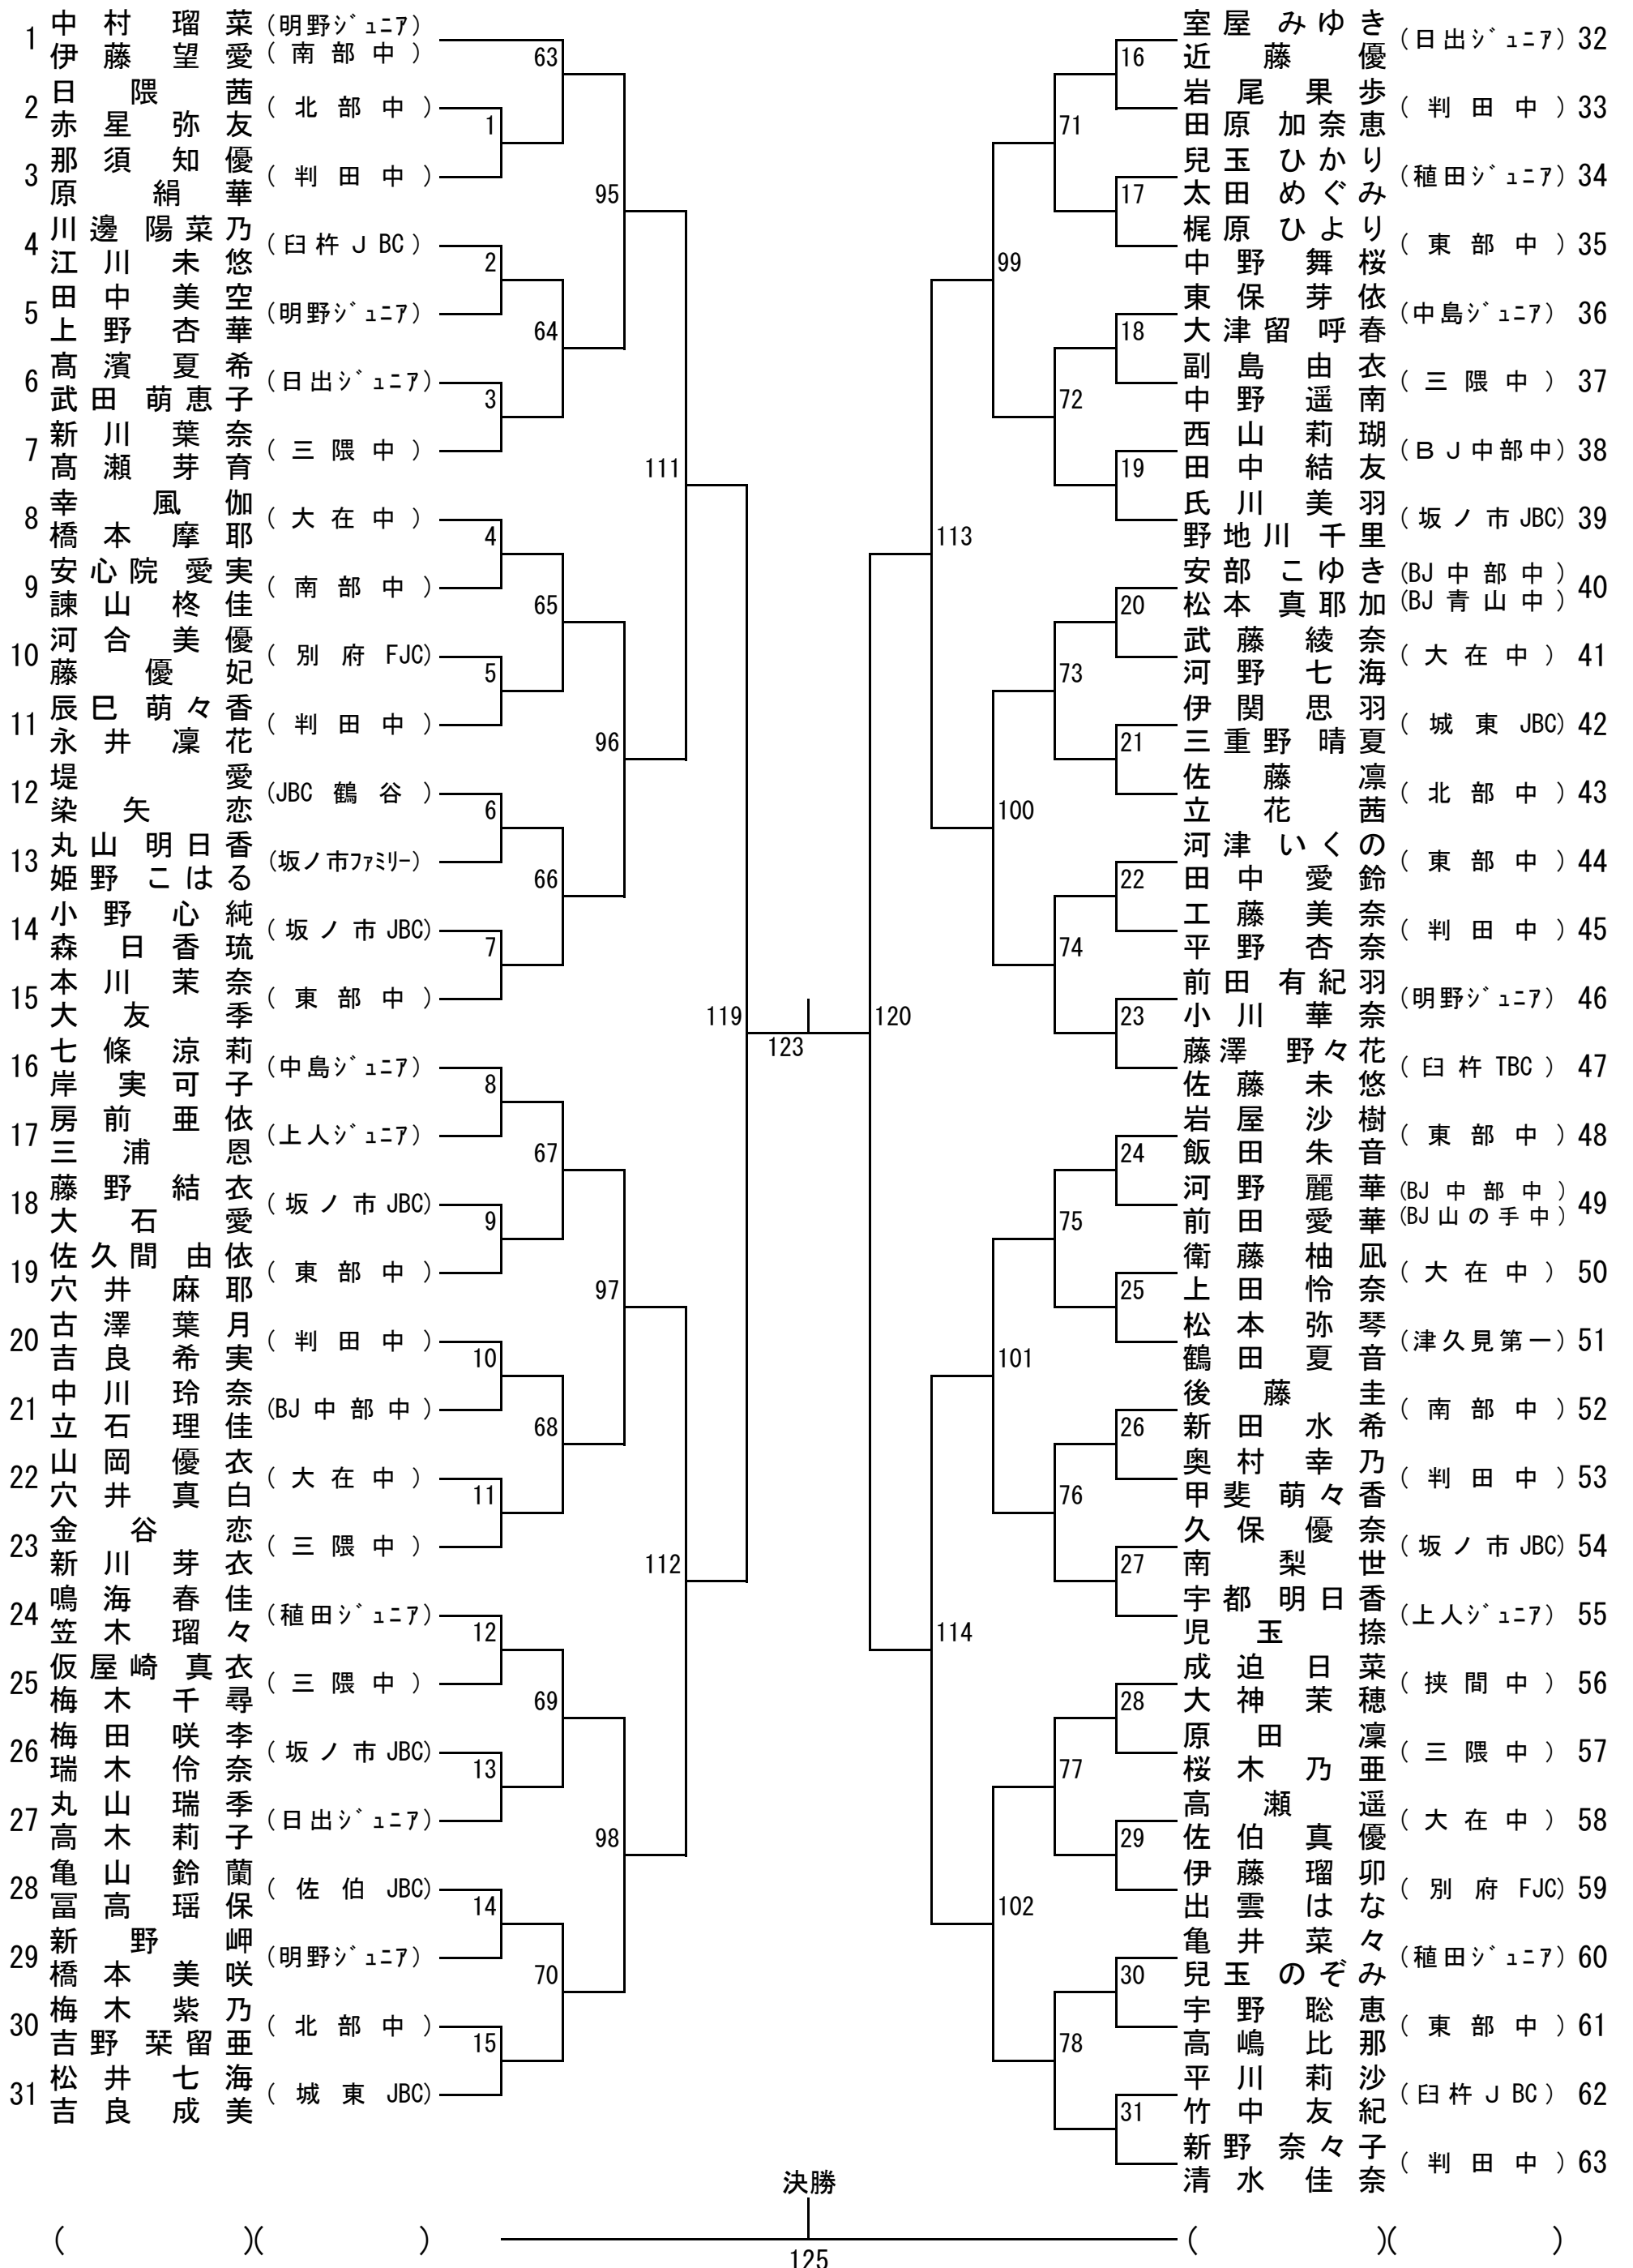 1 中村 瑠菜 (明野ｼﾞｭﾆｱ)
伊藤 望愛 (南部中)
2 日隈 茜 (北部中)
赤星 弥友
3 那須 知優 (判田中)
原 絹華
4 川邊 陽菜乃 (臼杵ＪBC)
江川 未悠
5 田中 美空 (明野ｼﾞｭﾆｱ)
上野 杏華
6 髙濱 夏希 (日出ｼﾞｭﾆｱ)
武田 萌恵子
7 新川 葉奈 (三隈中)
髙瀬 芽育
8 幸 風伽 (大在中)
橋本 摩耶
9 安心院 愛実 (南部中)
諫山 柊佳
10 河合 美優 (別府FJC)
藤 優妃
11 辰巳 萌々香 (判田中)
永井 凜花
12 堤 愛 (JBC鶴谷)
染矢 恋
13 丸山 明日香 (坂ノ市ﾌｧﾐﾘｰ)
姫野 こはる
14 小野 心純 (坂ノ市JBC)
森 日香琉
15 本川 茉奈 (東部中)
大友 季
16 七條 涼莉 (中島ｼﾞｭﾆｱ)
岸 実可子
17 房前 亜依 (上人ｼﾞｭﾆｱ)
三浦 恩
18 藤野 結衣 (坂ノ市JBC)
大石 愛
19 佐久間 由依 (東部中)
穴井 麻耶
20 古澤 葉月 (判田中)
吉良 希実
21 中川 玲奈 (BJ中部中)
立石 理佳
22 山岡 優衣 (大在中)
穴井 真白
23 金谷 恋 (三隈中)
新川 芽衣
24 鳴海 春佳 (稙田ｼﾞｭﾆｱ)
笠木 瑠々
25 仮屋崎 真衣 (三隈中)
梅木 千尋
26 梅田 咲李 (坂ノ市JBC)
瑞木 伶奈
27 丸山 瑞季 (日出ｼﾞｭﾆｱ)
高木 莉子
28 亀山 鈴蘭 (佐伯JBC)
冨高 瑶保
29 新野 岬 (明野ｼﾞｭﾆｱ)
橋本 美咲
30 梅木 紫乃 (北部中)
吉野 栞留亜
31 松井 七海 (城東JBC)
吉良 成美
63
1
95
2
64
3
111
4
65
5
96
6
66
7
119
8
67
9
97
10
68
11
112
12
69
13
98
14
70
15
123
120
16
71
17
99
18
72
19
113
20
73
21
100
22
74
23
24
75
25
101
26
76
27
114
28
77
29
102
30
78
31
室屋 みゆき (日出ｼﾞｭﾆｱ) 32
近藤 優
岩尾 果歩 (判田中) 33
田原 加奈恵
兒玉 ひかり (稙田ｼﾞｭﾆｱ) 34
太田 めぐみ
梶原 ひより (東部中) 35
中野 舞桜
東保 芽依 (中島ｼﾞｭﾆｱ) 36
大津留 呼春
副島 由衣 (三隈中) 37
中野 遥南
西山 莉瑚 (ＢＪ中部中) 38
田中 結友
氏川 美羽 (坂ノ市JBC) 39
野地川 千里
安部 こゆき (BJ中部中) 40
松本 真耶加 (BJ青山中)
武藤 綾奈 (大在中) 41
河野 七海
伊関 思羽 (城東JBC) 42
三重野 晴夏
佐藤 凛 (北部中) 43
立花 茜
河津 いくの (東部中) 44
田中 愛鈴
工藤 美奈 (判田中) 45
平野 杏奈
前田 有紀羽 (明野ｼﾞｭﾆｱ) 46
小川 華奈
藤澤 野々花 (臼杵TBC) 47
佐藤 未悠
岩屋 沙樹 (東部中) 48
飯田 朱音
河野 麗華 (BJ中部中) 49
前田 愛華 (BJ山の手中)
衛藤 柚凪 (大在中) 50
上田 怜奈
松本 弥琴 (津久見第一) 51
鶴田 夏音
後藤 圭 (南部中) 52
新田 水希
奥村 幸乃 (判田中) 53
甲斐 萌々香
久保 優奈 (坂ノ市JBC) 54
南 梨世
宇都 明日香 (上人ｼﾞｭﾆｱ) 55
児玉 捺
成迫 日菜 (挟間中) 56
大神 茉穂
原田 凜 (三隈中) 57
桜木 乃亜
高瀬 遥 (大在中) 58
佐伯 真優
伊藤 瑠卯 (別府FJC) 59
出雲 はな
亀井 菜々 (稙田ｼﾞｭﾆｱ) 60
兒玉 のぞみ
宇野 聡恵 (東部中) 61
高嶋 比那
平川 莉沙 (臼杵ＪBC) 62
竹中 友紀
新野 奈々子 (判田中) 63
清水 佳奈
決勝
( )( ) ( )( )
125